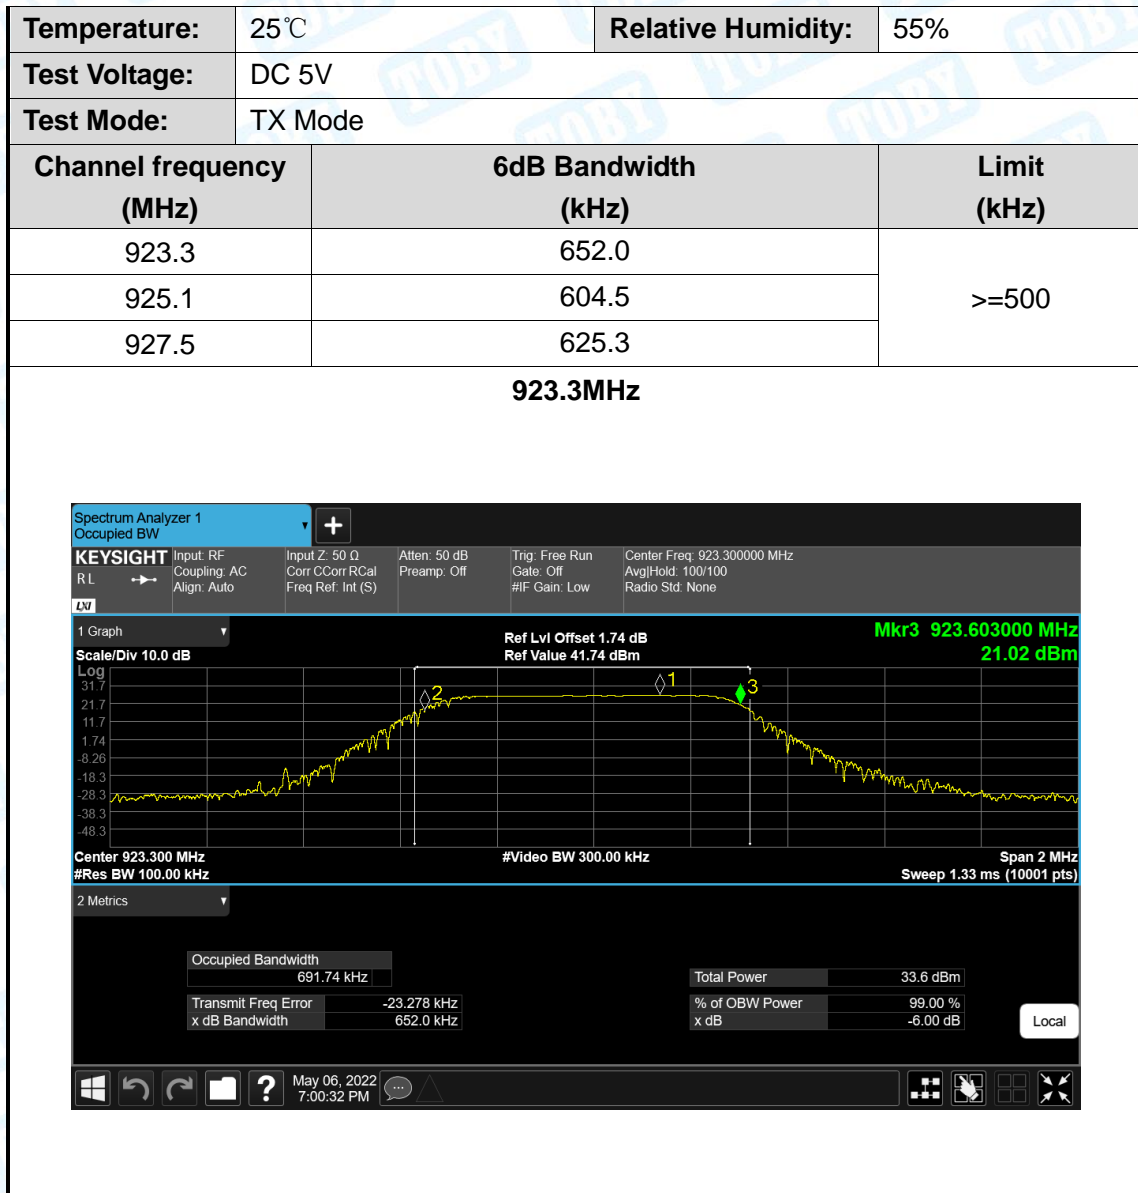 Temperature: 25℃ Relative Humidity: 55%
Test Voltage: DC 5V
Test Mode: TX Mode
Channel frequency 6dB Bandwidth Limit
(MHz) (kHz) (kHz)
923.3 652.0
925.1 604.5 >=500
927.5 625.3
923.3MHz
Spectrum Analyzer 1
Occupied BW
KEYSIGHT Input: RF Input Z: 50 Ω Atten: 50 dB Trig: Free Run Center Freq: 923.300000 MHz
RL Coupling: AC Corr CCorr RCal Preamp: Off Gate: Off Avg|Hold: 100/100
Align: Auto Freq Ref: Int (S) #IF Gain: Low Radio Std: None
LXI
1 Graph Ref Lvl Offset 1.74 dB Mkr3 923.603000 MHz
Scale/Div 10.0 dB Ref Value 41.74 dBm 21.02 dBm
Log
31.7
21.7
11.7
1.74
-8.26
-18.3
-28.3
-38.3
-48.3
2 1 3
Center 923.300 MHz #Video BW 300.00 kHz Span 2 MHz
#Res BW 100.00 kHz Sweep 1.33 ms (10001 pts)
2 Metrics
Occupied Bandwidth
691.74 kHz Total Power 33.6 dBm
Transmit Freq Error -23.278 kHz % of OBW Power 99.00 %
x dB Bandwidth 652.0 kHz x dB -6.00 dB
Local
May 06, 2022
7:00:32 PM
TOBY